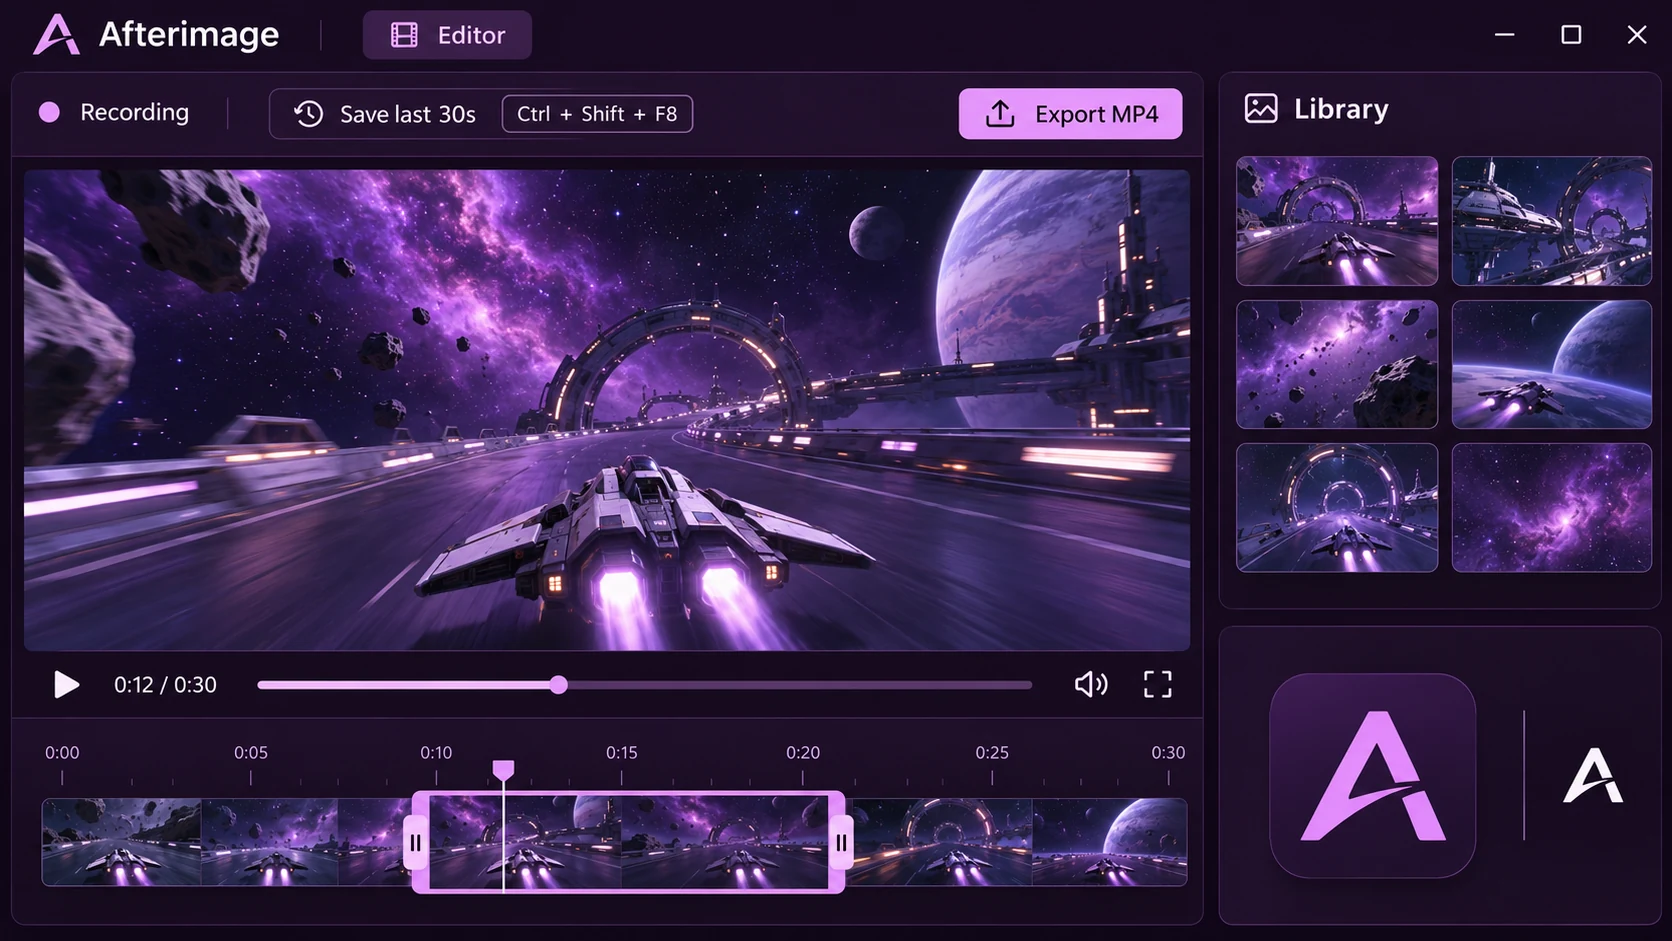 Afterimage
Editor
Recording
Save last 30s
Ctrl + Shift + F8
Export MP4
Library
0:12 / 0:30
0:00
0:05
0:10
0:15
0:20
0:25
0:30